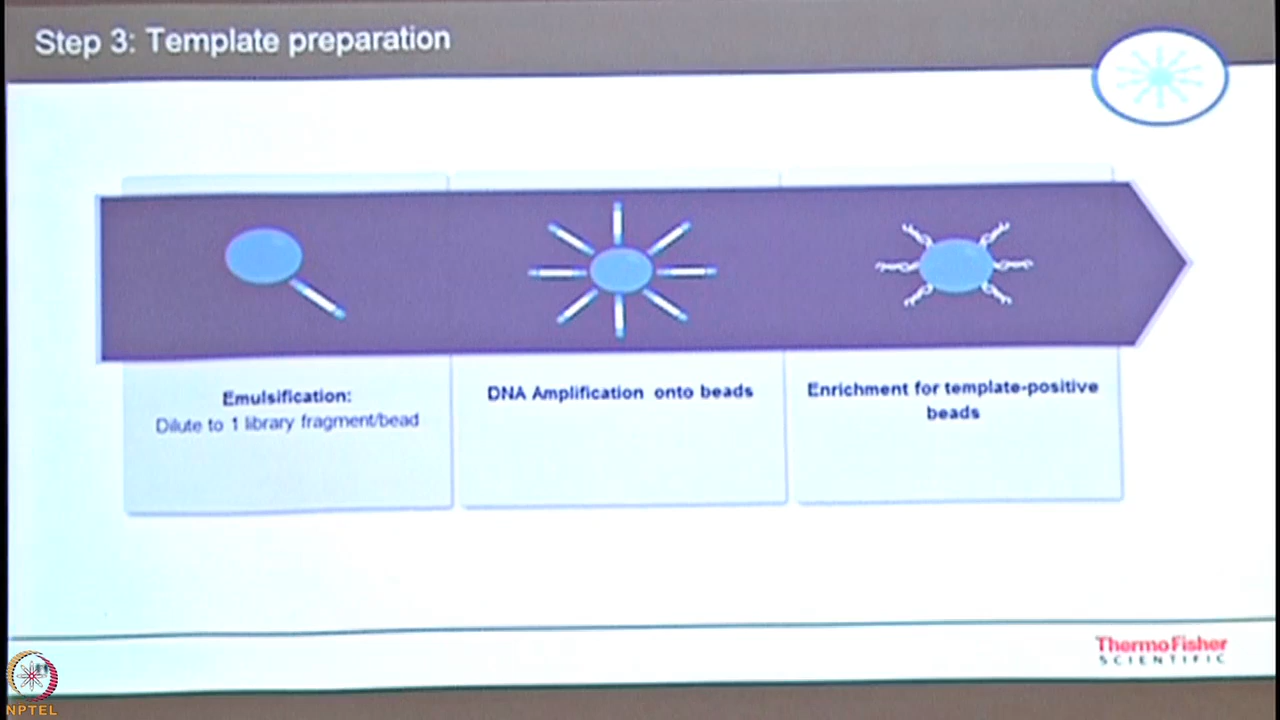 Step 3: Template preparation
Emulsification:
Dilute to 1 library fragment/bead
DNA Amplification onto beads
Enrichment for template-positive
beads
ThermoFisher
SCIENTIFIC
NPTEL